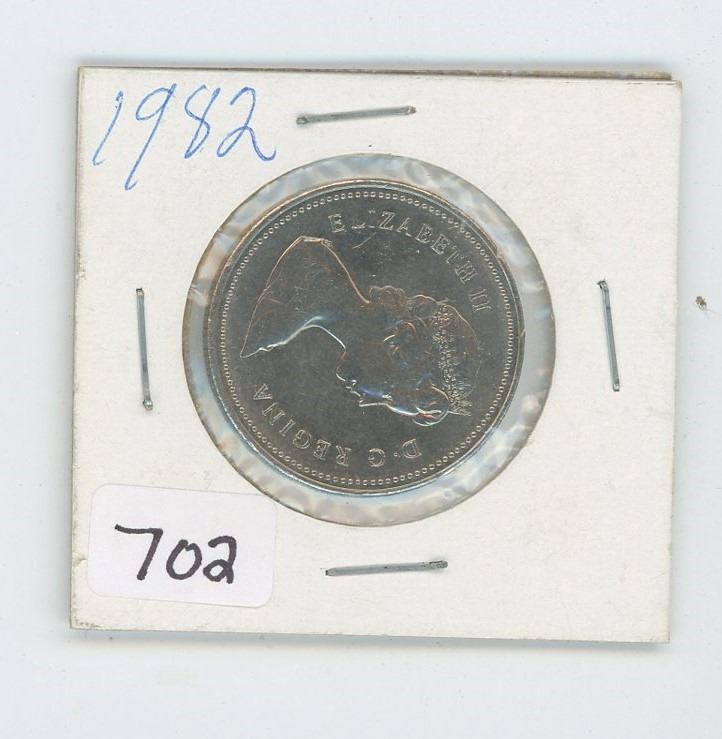 1982
ELIZABETH II
D·G·REGINA
702